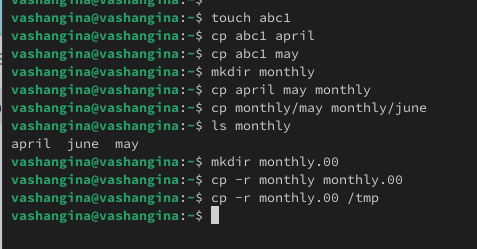 vashangina@vashangina:~$ touch abc1
vashangina@vashangina:~$ cp abc1 april
vashangina@vashangina:~$ cp abc1 may
vashangina@vashangina:~$ mkdir monthly
vashangina@vashangina:~$ cp april may monthly
vashangina@vashangina:~$ cp monthly/may monthly/june
vashangina@vashangina:~$ ls monthly
april  june  may
vashangina@vashangina:~$ mkdir monthly.00
vashangina@vashangina:~$ cp -r monthly monthly.00
vashangina@vashangina:~$ cp -r monthly.00 /tmp
vashangina@vashangina:~$